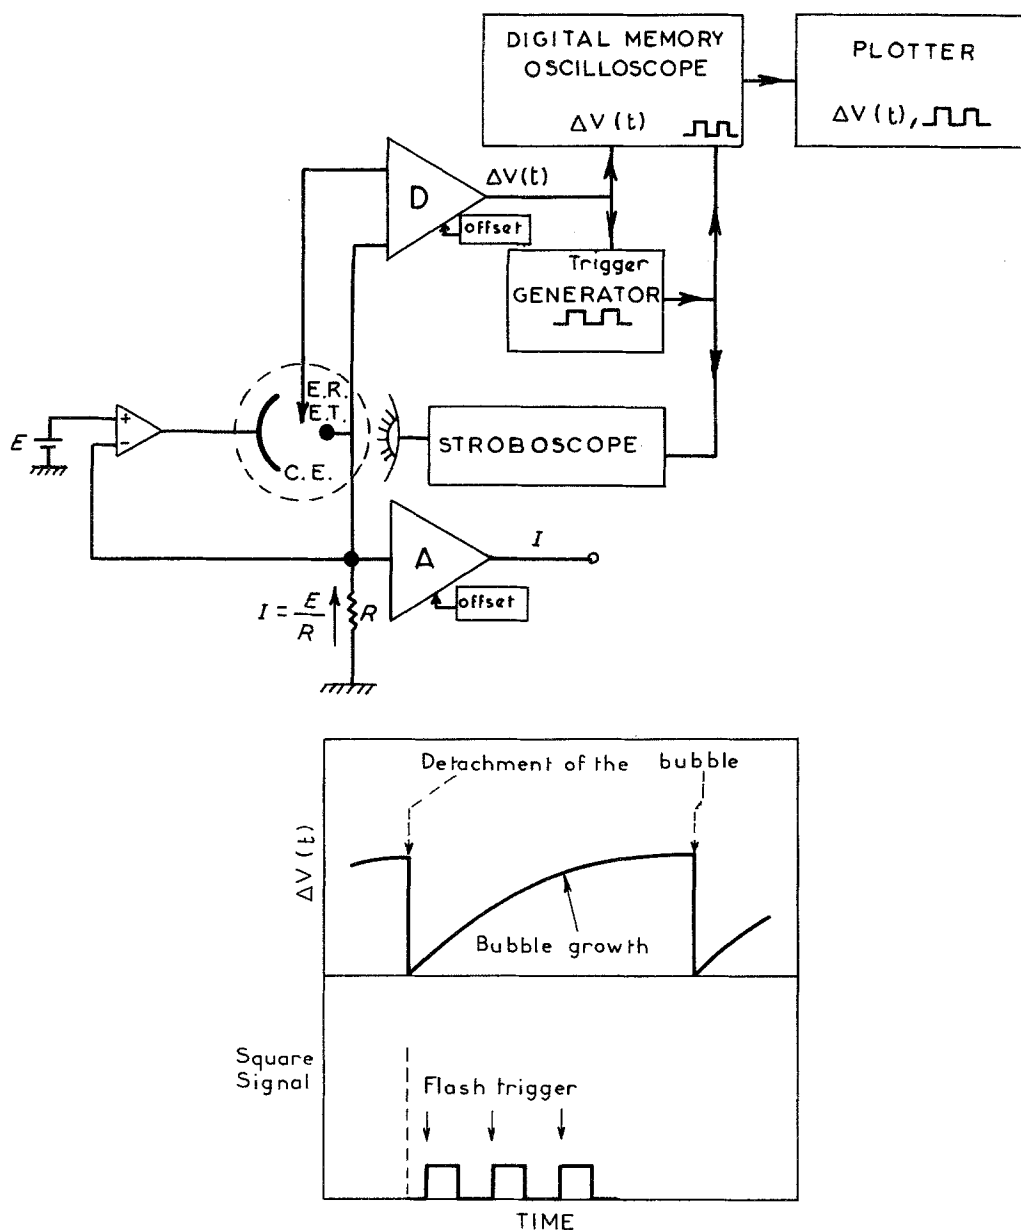 DIGITAL MEMORY
OSCILLOSCOPE
ΔV(t)
PLOTTER
ΔV(t),
D
ΔV(t)
offset
Trigger
GENERATOR
E.R.
E.T.
C.E.
E
+
-
STROBOSCOPE
A
I
offset
I = E/R
R
Detachment of the bubble
ΔV(t)
Bubble growth
Square
Signal
Flash trigger
TIME